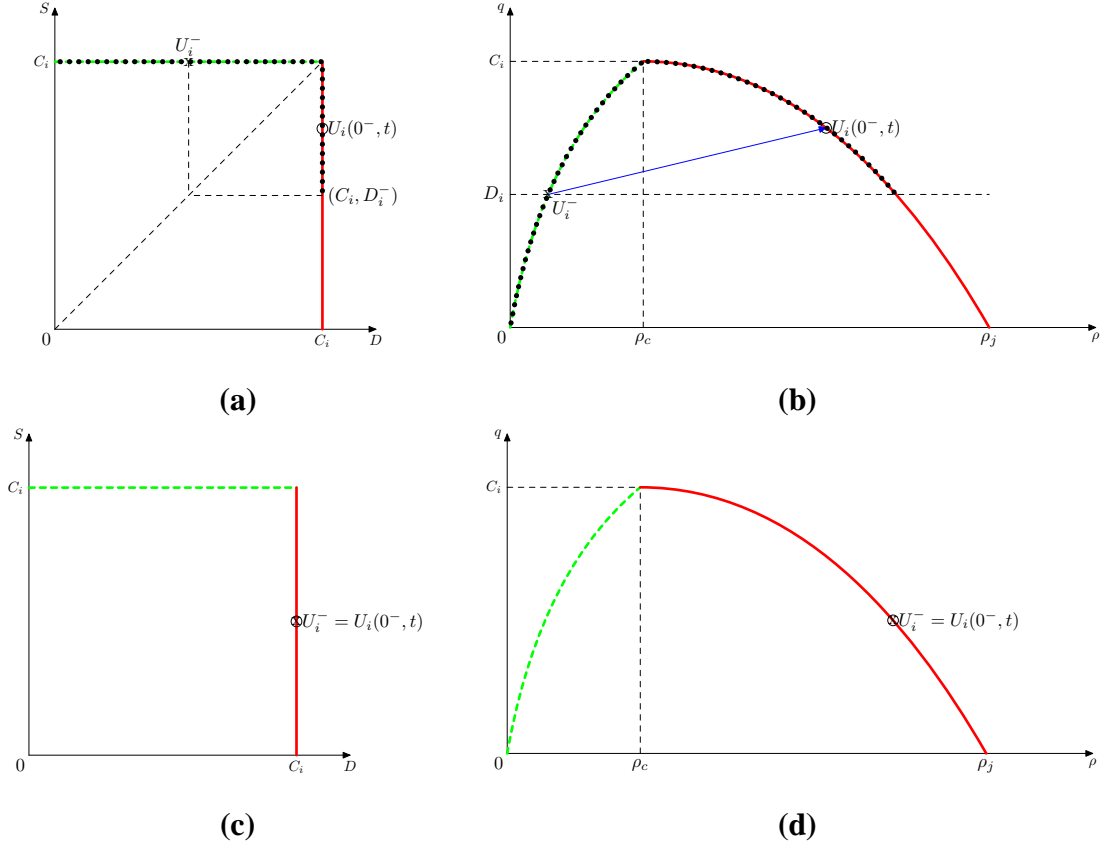 S
q
C_i
U_i^-
C_i
U_i(0^-, t)
U_i(0^-, t)
(C_i, D_i^-)
D_i
U_i^-
0
C_i
D
0
ρ_c
ρ_j
ρ
(a)
(b)
S
q
C_i
C_i
U_i^- = U_i(0^-, t)
U_i^- = U_i(0^-, t)
0
C_i
D
0
ρ_c
ρ_j
ρ
(c)
(d)